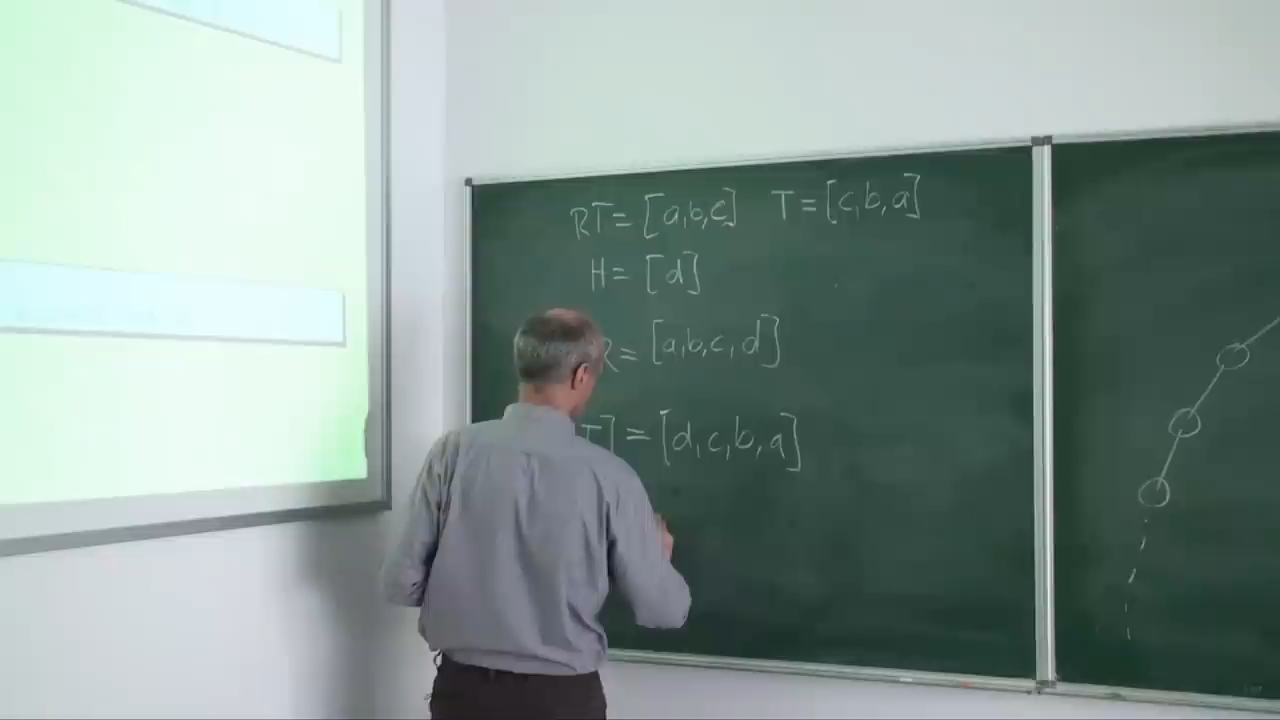 RT = [a,b,c] T = [c,b,a]
H = [d]
R = [a,b,c,d]
T] = [d,c,b,a]